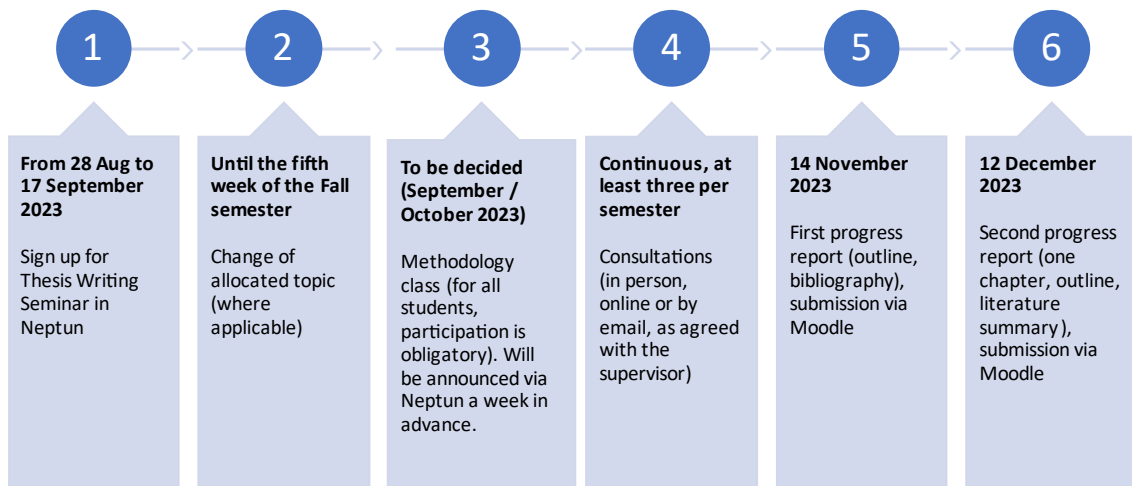 1
2
3
4
5
6
From 28 Aug to
17 September
2023
Sign up for
Thesis Writing
Seminar in
Neptun
Until the fifth
week of the Fall
semester
Change of
allocated topic
(where
applicable)
To be decided
(September /
October 2023)
Methodology
class (for all
students,
participation is
obligatory). Will
be announced via
Neptun a week in
advance.
Continuous, at
least three per
semester
Consultations
(in person,
online or by
email, as agreed
with the
supervisor)
14 November
2023
First progress
report (outline,
bibliography),
submission via
Moodle
12 December
2023
Second progress
report (one
chapter, outline,
literature
summary),
submission via
Moodle